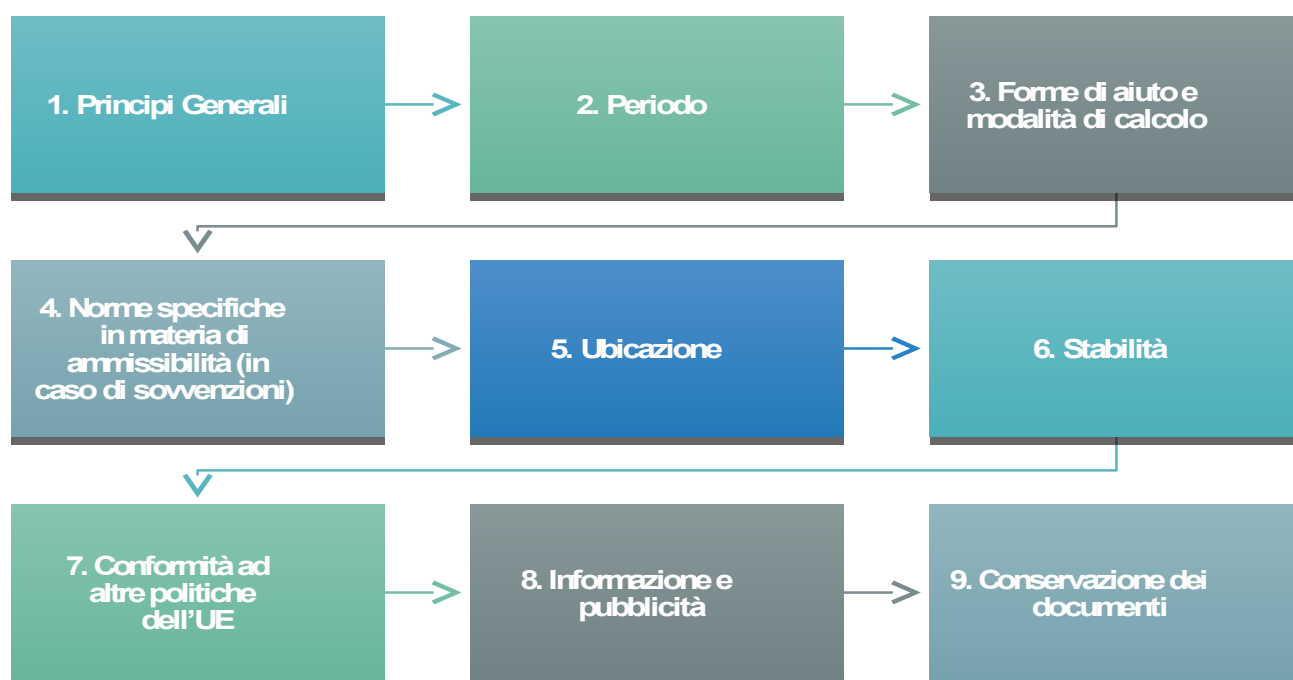 1. Principi Generali
2. Periodo
3. Forme di aiuto e
modalità di calcolo
4. Norme specifiche
in materia di
ammissibilità (in
caso di sovvenzioni)
5. Ubicazione
6. Stabilità
7. Conformità ad
altre politiche
dell’UE
8. Informazione e
pubblicità
9. Conservazione dei
documenti